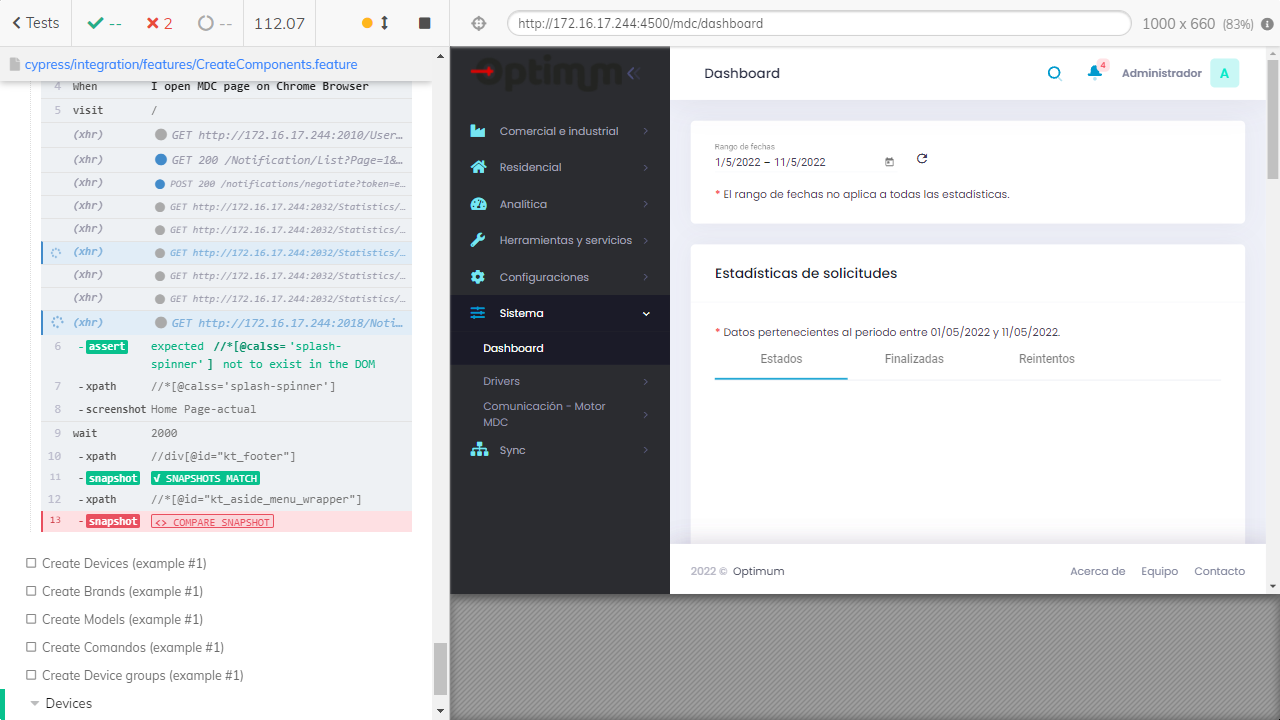 Tests
--
2
--
112.07
http://172.16.17.244:4500/mdc/dashboard
1000 x 660 (83%)
cypress/integration/features/CreateComponents.feature
4 When I open MDC page on Chrome Browser
5 visit /
(xhr) GET http://172.16.17.244:2010/User…
(xhr) GET 200 /Notification/List?Page=1&…
(xhr) POST 200 /notifications/negotiate?token=e…
(xhr) GET http://172.16.17.244:2032/Statistics/…
(xhr) GET http://172.16.17.244:2032/Statistics/…
(xhr) GET http://172.16.17.244:2032/Statistics/…
(xhr) GET http://172.16.17.244:2032/Statistics/…
(xhr) GET http://172.16.17.244:2032/Statistics/…
(xhr) GET http://172.16.17.244:2018/Noti…
6 -assert expected //*[@calss='splash-
spinner'] not to exist in the DOM
7 -xpath //*[@calss='splash-spinner']
8 -screenshot Home Page-actual
9 wait 2000
10 -xpath //div[@id="kt_footer"]
11 -snapshot √ SNAPSHOTS MATCH
12 -xpath //*[@id="kt_aside_menu_wrapper"]
13 -snapshot <> COMPARE SNAPSHOT
Create Devices (example #1)
Create Brands (example #1)
Create Models (example #1)
Create Comandos (example #1)
Create Device groups (example #1)
Devices
Optimum
Comercial e industrial
Residencial
Analítica
Herramientas y servicios
Configuraciones
Sistema
Dashboard
Drivers
Comunicación - Motor
MDC
Sync
Dashboard
4
Administrador
A
Rango de fechas
1/5/2022 – 11/5/2022
* El rango de fechas no aplica a todas las estadísticas.
Estadísticas de solicitudes
* Datos pertenecientes al periodo entre 01/05/2022 y 11/05/2022.
Estados Finalizadas Reintentos
2022 © Optimum
Acerca de Equipo Contacto